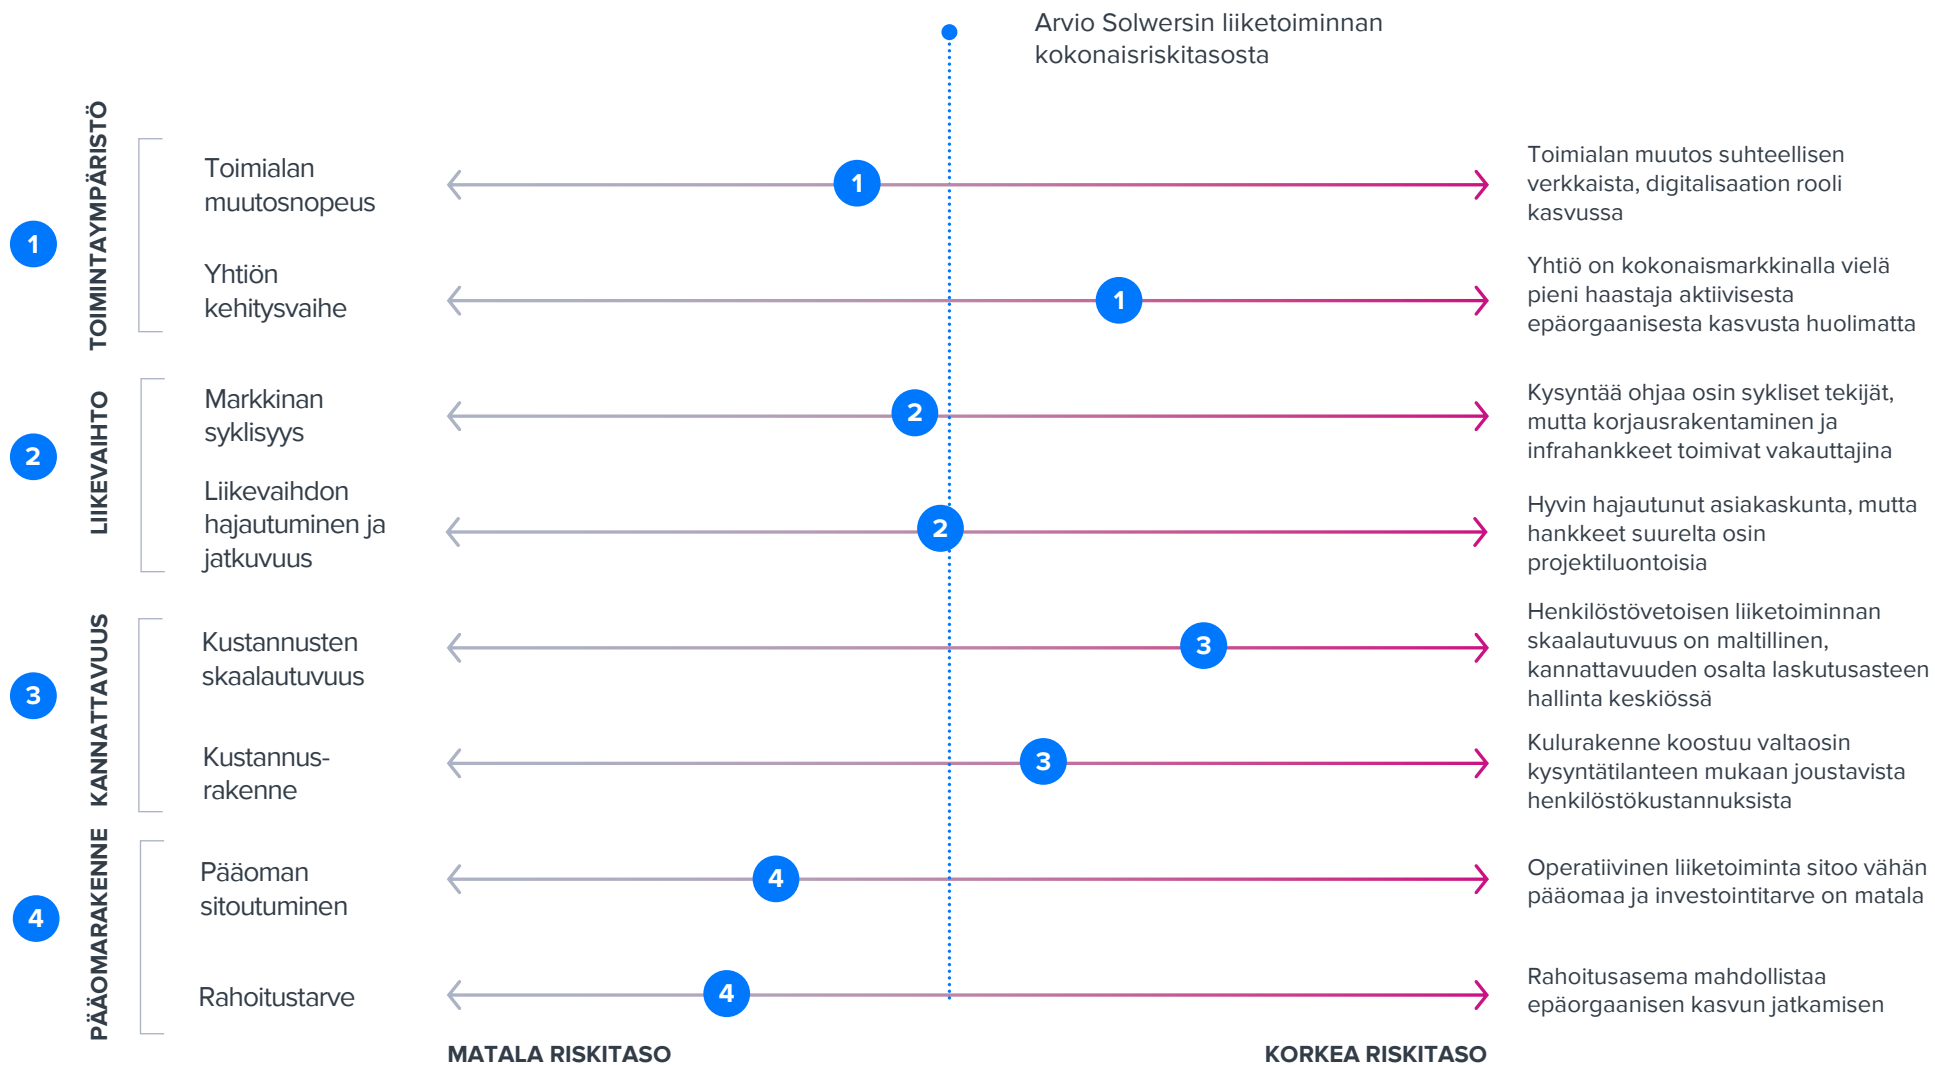 Arvio Solwersin liiketoiminnan
kokonaisriskitasosta
1
TOIMINTAYMPÄRISTÖ
Toimialan
muutosnopeus
1
Toimialan muutos suhteellisen
verkkaista, digitalisaation rooli
kasvussa
Yhtiön
kehitysvaihe
1
Yhtiö on kokonaismarkkinalla vielä
pieni haastaja aktiivisesta
epäorgaanisesta kasvusta huolimatta
2
LIIKEVAIHTO
Markkinan
syklisyys
2
Kysyntää ohjaa osin sykliset tekijät,
mutta korjausrakentaminen ja
infrahankkeet toimivat vakauttajina
Liikevaihdon
hajautuminen ja
jatkuvuus
2
Hyvin hajautunut asiakaskunta, mutta
hankkeet suurelta osin
projektiluontoisia
3
KANNATTAVUUS
Kustannusten
skaalautuvuus
3
Henkilöstövetoisen liiketoiminnan
skaalautuvuus on maltillinen,
kannattavuuden osalta laskutusasteen
hallinta keskiössä
Kustannus-
rakenne
3
Kulurakenne koostuu valtaosin
kysyntätilanteen mukaan joustavista
henkilöstökustannuksista
4
PÄÄOMARAKENNE
Pääoman
sitoutuminen
4
Operatiivinen liiketoiminta sitoo vähän
pääomaa ja investointitarve on matala
Rahoitustarve
4
Rahoitusasema mahdollistaa
epäorgaanisen kasvun jatkamisen
MATALA RISKITASO
KORKEA RISKITASO